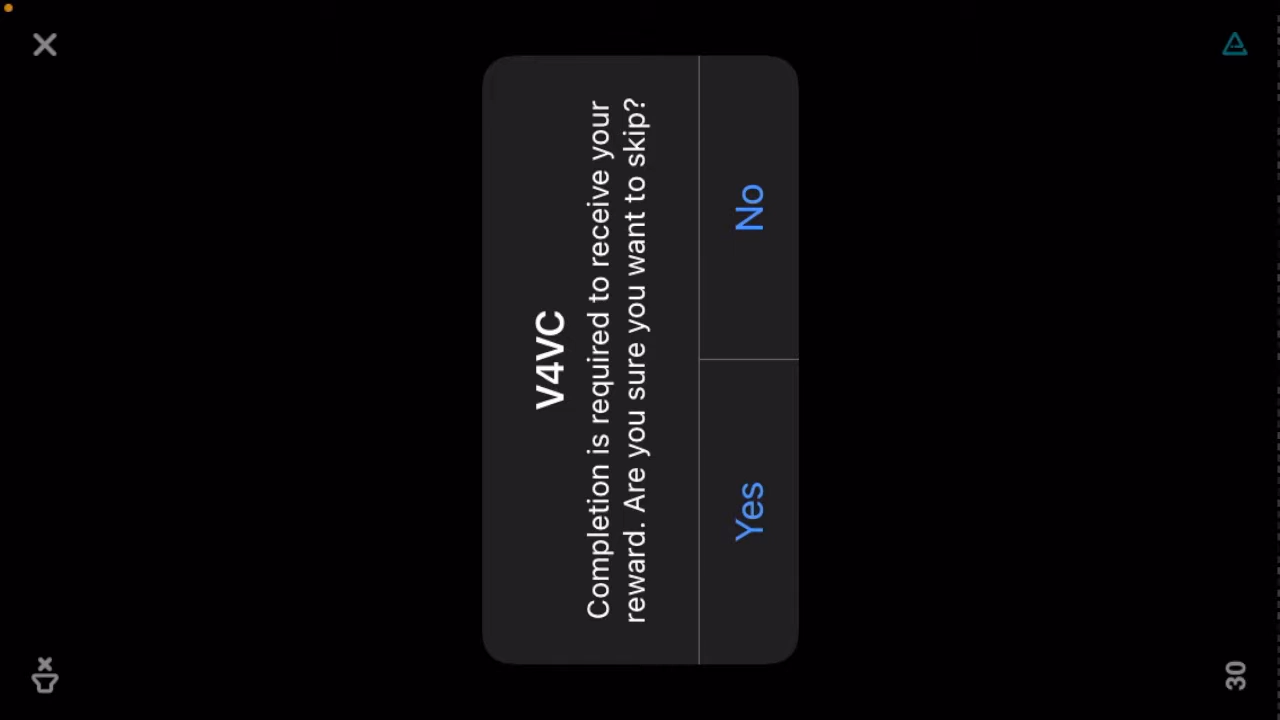 V4VC
Completion is required to receive your
reward. Are you sure you want to skip?
Yes
No
30